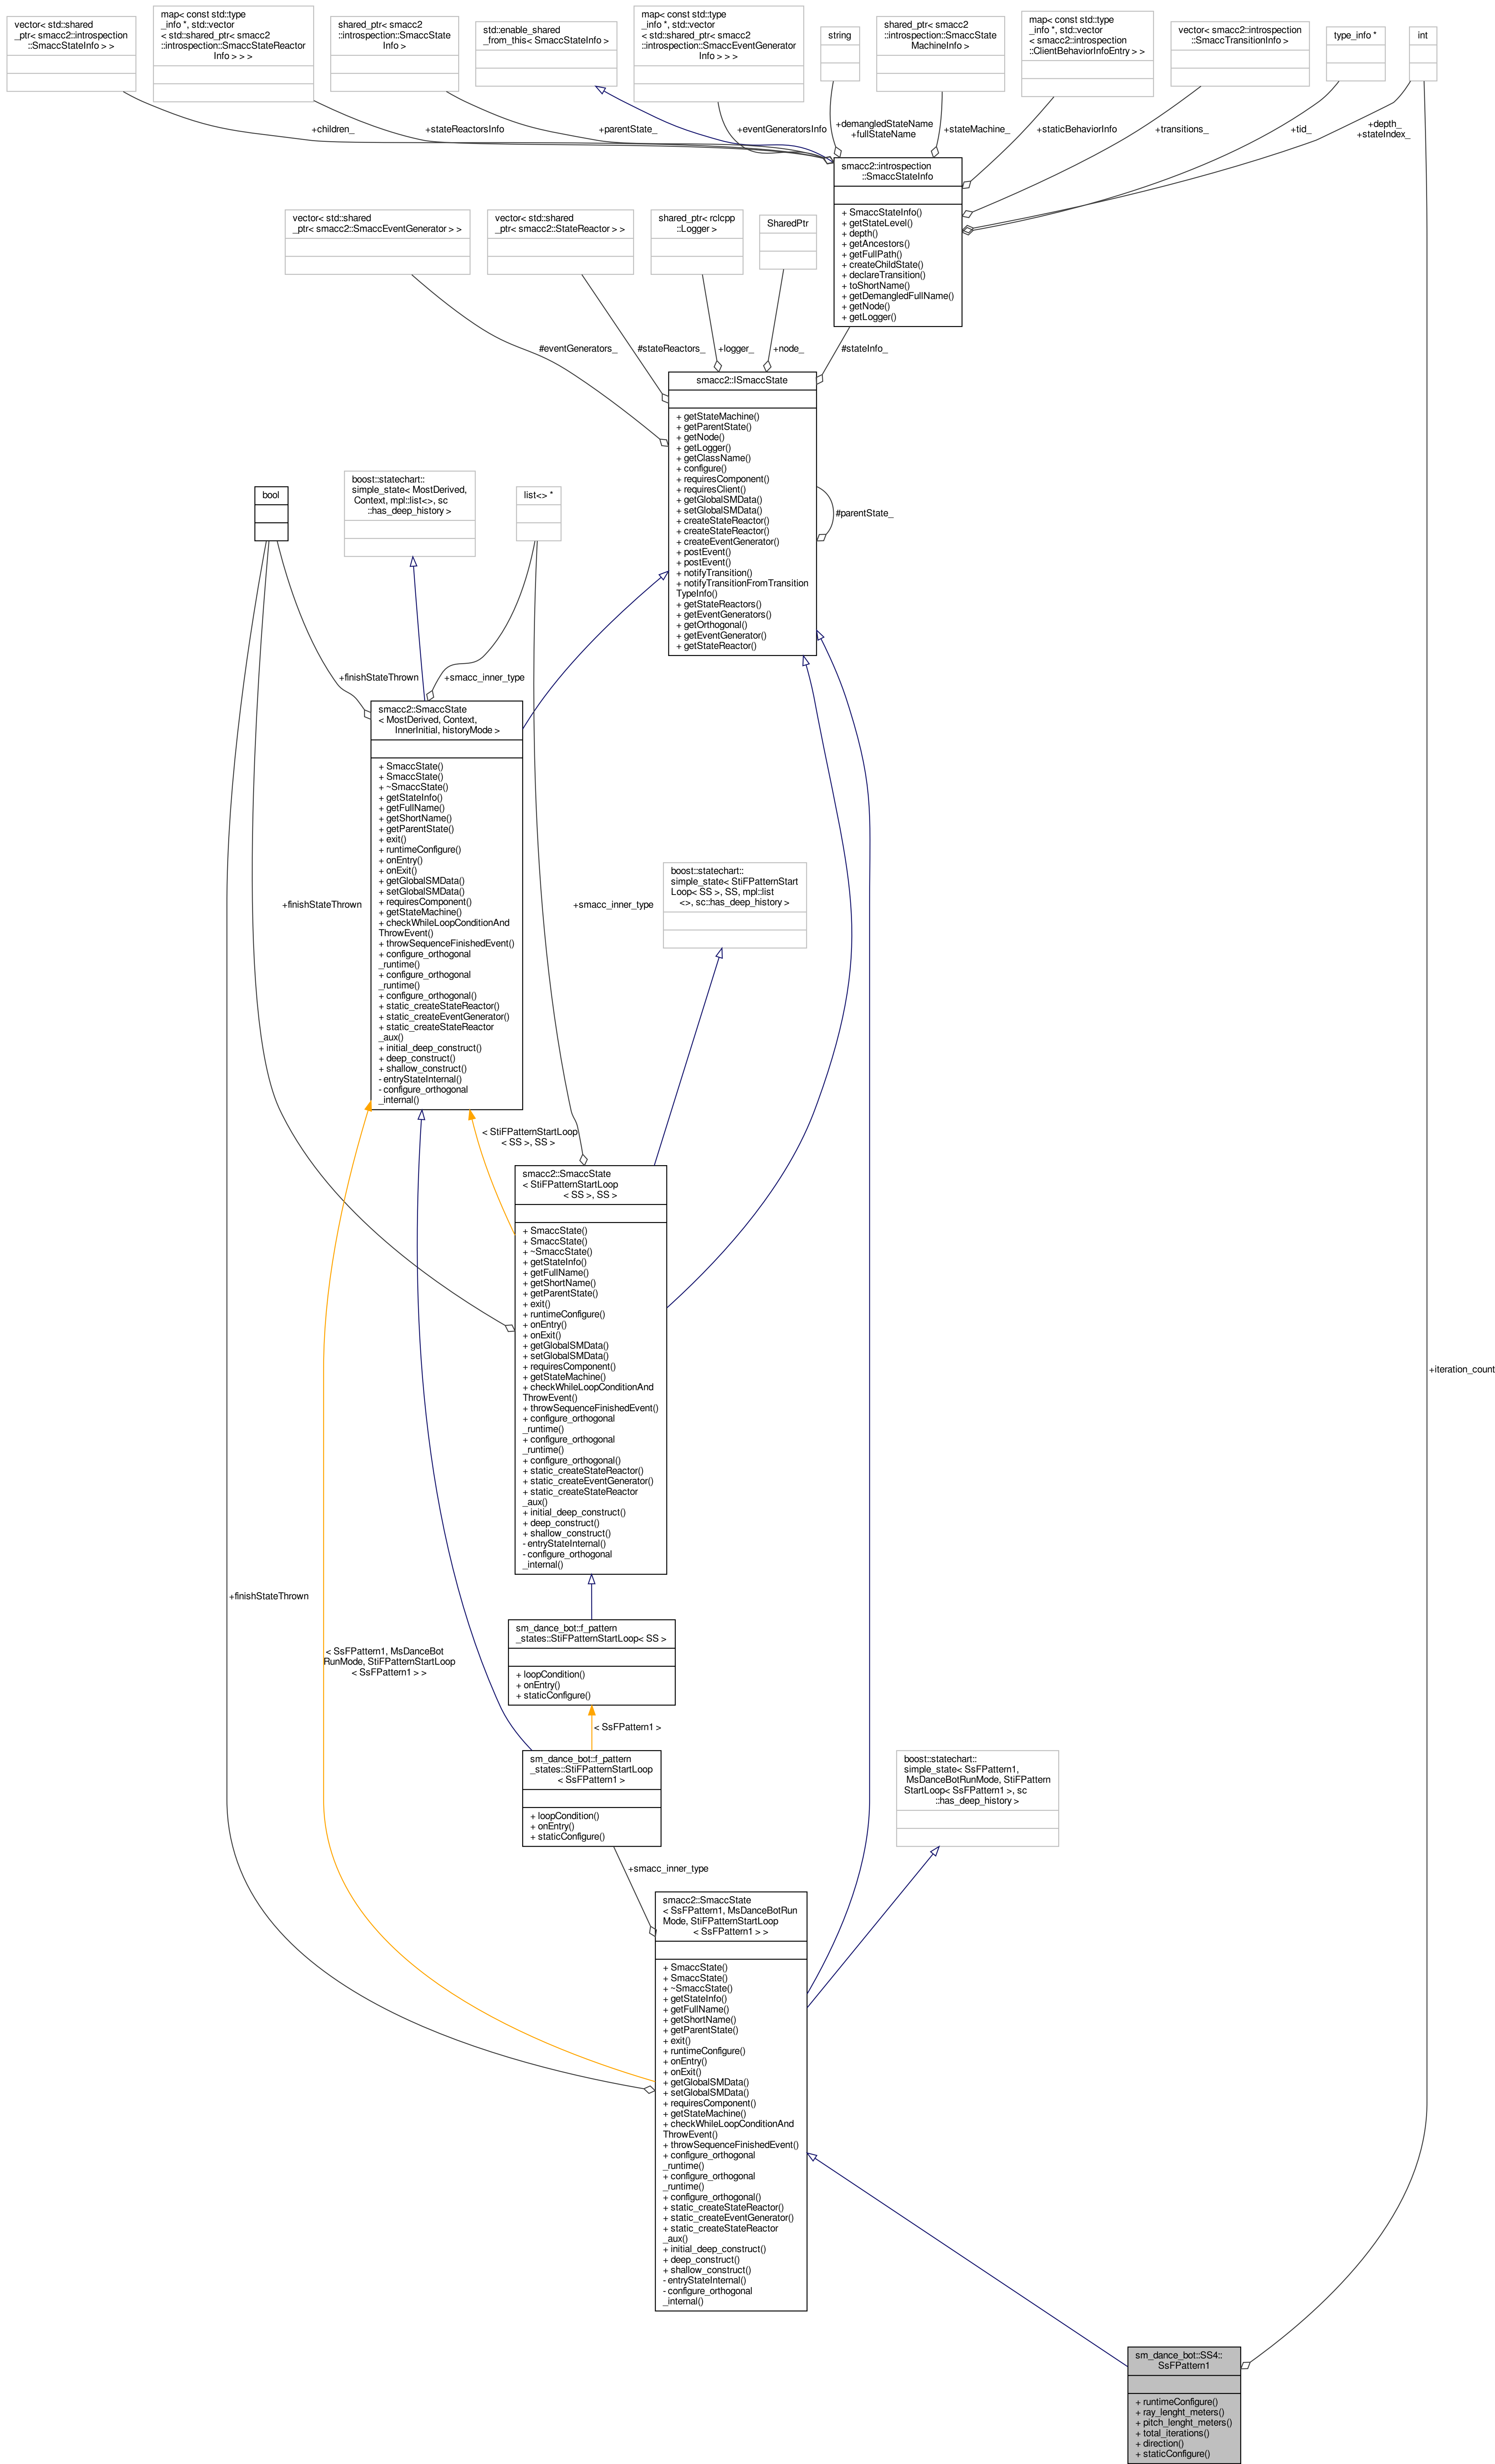 vector< std::shared
_ptr< smacc2::introspection
::SmaccStateInfo > >
map< const std::type
_info *, std::vector
< std::shared_ptr< smacc2
::introspection::SmaccStateReactor
Info > > >
shared_ptr< smacc2
::introspection::SmaccState
Info >
std::enable_shared
_from_this< SmaccStateInfo >
map< const std::type
_info *, std::vector
< std::shared_ptr< smacc2
::introspection::SmaccEventGenerator
Info > > >
string
shared_ptr< smacc2
::introspection::SmaccState
MachineInfo >
map< const std::type
_info *, std::vector
< smacc2::introspection
::ClientBehaviorInfoEntry > >
vector< smacc2::introspection
::SmaccTransitionInfo >
type_info *
int
+children_
+stateReactorsInfo
+parentState_
+eventGeneratorsInfo
+demangledStateName
+fullStateName
+stateMachine_
+staticBehaviorInfo
+transitions_
+tid_
+depth_
+stateIndex_
smacc2::introspection
::SmaccStateInfo
+ SmaccStateInfo()
+ getStateLevel()
+ depth()
+ getAncestors()
+ getFullPath()
+ createChildState()
+ declareTransition()
+ toShortName()
+ getDemangledFullName()
+ getNode()
+ getLogger()
vector< std::shared
_ptr< smacc2::SmaccEventGenerator > >
vector< std::shared
_ptr< smacc2::StateReactor > >
shared_ptr< rclcpp
::Logger >
SharedPtr
#eventGenerators_
#stateReactors_
+logger_
+node_
#stateInfo_
smacc2::ISmaccState
+ getStateMachine()
+ getParentState()
+ getNode()
+ getLogger()
+ getClassName()
+ configure()
+ requiresComponent()
+ requiresClient()
+ getGlobalSMData()
+ setGlobalSMData()
+ createStateReactor()
+ createStateReactor()
+ createEventGenerator()
+ postEvent()
+ postEvent()
+ notifyTransition()
+ notifyTransitionFromTransition
TypeInfo()
+ getStateReactors()
+ getEventGenerators()
+ getOrthogonal()
+ getEventGenerator()
+ getStateReactor()
#parentState_
bool
boost::statechart::
simple_state< MostDerived,
Context, mpl::list<>, sc
::has_deep_history >
list<> *
+finishStateThrown
+smacc_inner_type
smacc2::SmaccState
< MostDerived, Context,
InnerInitial, historyMode >
+ SmaccState()
+ SmaccState()
+ ~SmaccState()
+ getStateInfo()
+ getFullName()
+ getShortName()
+ getParentState()
+ exit()
+ runtimeConfigure()
+ onEntry()
+ onExit()
+ getGlobalSMData()
+ setGlobalSMData()
+ requiresComponent()
+ getStateMachine()
+ checkWhileLoopConditionAnd
ThrowEvent()
+ throwSequenceFinishedEvent()
+ configure_orthogonal
_runtime()
+ configure_orthogonal
_runtime()
+ configure_orthogonal()
+ static_createStateReactor()
+ static_createEventGenerator()
+ static_createStateReactor
_aux()
+ initial_deep_construct()
+ deep_construct()
+ shallow_construct()
- entryStateInternal()
- configure_orthogonal
_internal()
+finishStateThrown
+smacc_inner_type
boost::statechart::
simple_state< StiFPatternStart
Loop< SS >, SS, mpl::list
<>, sc::has_deep_history >
< StiFPatternStartLoop
< SS >, SS >
smacc2::SmaccState
< StiFPatternStartLoop
< SS >, SS >
+ SmaccState()
+ SmaccState()
+ ~SmaccState()
+ getStateInfo()
+ getFullName()
+ getShortName()
+ getParentState()
+ exit()
+ runtimeConfigure()
+ onEntry()
+ onExit()
+ getGlobalSMData()
+ setGlobalSMData()
+ requiresComponent()
+ getStateMachine()
+ checkWhileLoopConditionAnd
ThrowEvent()
+ throwSequenceFinishedEvent()
+ configure_orthogonal
_runtime()
+ configure_orthogonal
_runtime()
+ configure_orthogonal()
+ static_createStateReactor()
+ static_createEventGenerator()
+ static_createStateReactor
_aux()
+ initial_deep_construct()
+ deep_construct()
+ shallow_construct()
- entryStateInternal()
- configure_orthogonal
_internal()
+iteration_count
+finishStateThrown
sm_dance_bot::f_pattern
_states::StiFPatternStartLoop< SS >
+ loopCondition()
+ onEntry()
+ staticConfigure()
< SsFPattern1, MsDanceBot
RunMode, StiFPatternStartLoop
< SsFPattern1 > >
< SsFPattern1 >
sm_dance_bot::f_pattern
_states::StiFPatternStartLoop
< SsFPattern1 >
+ loopCondition()
+ onEntry()
+ staticConfigure()
boost::statechart::
simple_state< SsFPattern1,
MsDanceBotRunMode, StiFPattern
StartLoop< SsFPattern1 >, sc
::has_deep_history >
+smacc_inner_type
smacc2::SmaccState
< SsFPattern1, MsDanceBotRun
Mode, StiFPatternStartLoop
< SsFPattern1 > >
+ SmaccState()
+ SmaccState()
+ ~SmaccState()
+ getStateInfo()
+ getFullName()
+ getShortName()
+ getParentState()
+ exit()
+ runtimeConfigure()
+ onEntry()
+ onExit()
+ getGlobalSMData()
+ setGlobalSMData()
+ requiresComponent()
+ getStateMachine()
+ checkWhileLoopConditionAnd
ThrowEvent()
+ throwSequenceFinishedEvent()
+ configure_orthogonal
_runtime()
+ configure_orthogonal
_runtime()
+ configure_orthogonal()
+ static_createStateReactor()
+ static_createEventGenerator()
+ static_createStateReactor
_aux()
+ initial_deep_construct()
+ deep_construct()
+ shallow_construct()
- entryStateInternal()
- configure_orthogonal
_internal()
sm_dance_bot::SS4::
SsFPattern1
+ runtimeConfigure()
+ ray_lenght_meters()
+ pitch_lenght_meters()
+ total_iterations()
+ direction()
+ staticConfigure()